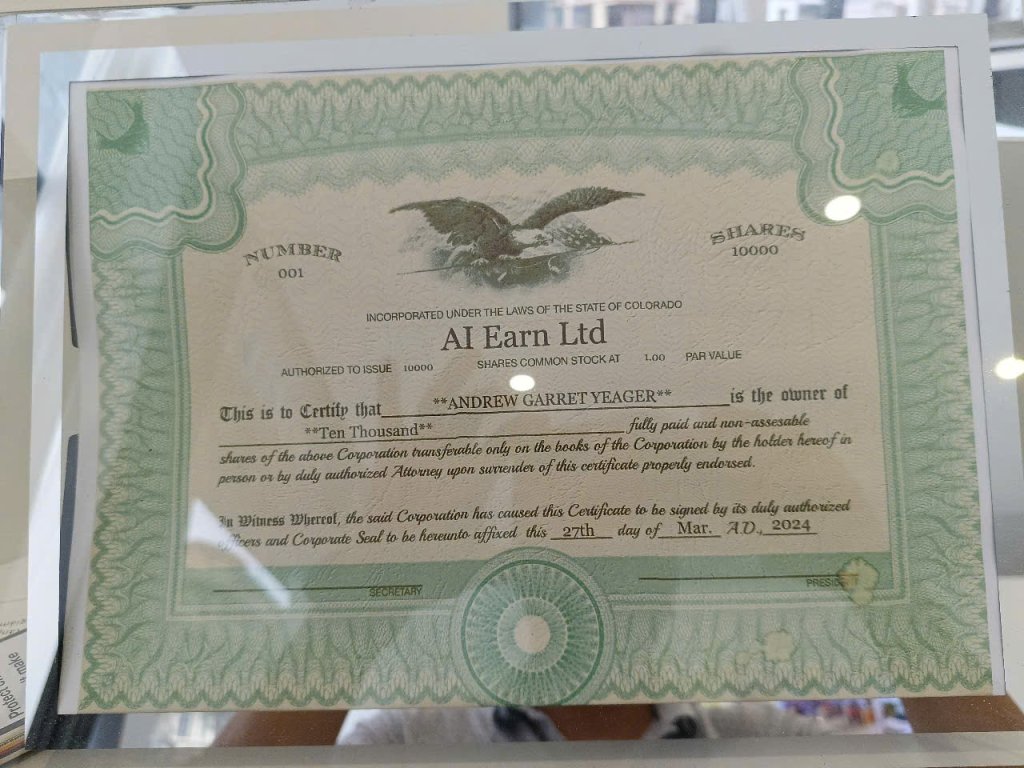 NUMBER
001
SHARES
10000
INCORPORATED UNDER THE LAWS OF THE STATE OF COLORADO
AI Earn Ltd
AUTHORIZED TO ISSUE 10000 SHARES COMMON STOCK AT 1.00 PAR VALUE
This is to Certify that **ANDREW GARRET YEAGER** is the owner of
**Ten Thousand** fully paid and non-assesable
shares of the above Corporation transferable only on the books of the Corporation by the holder hereof in
person or by duly authorized Attorney upon surrender of this certificate properly endorsed.
In Witness Whereof, the said Corporation has caused this Certificate to be signed by its duly authorized
officers and Corporate Seal to be hereunto affixed this 27th day of Mar. A.D., 2024
SECRETARY
PRESIDENT
Protect
make